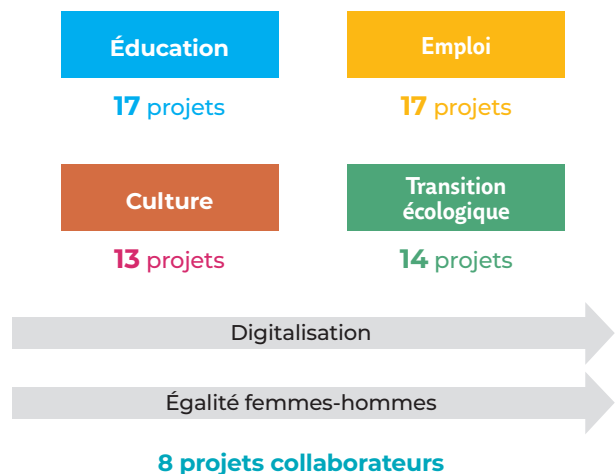 Éducation
Emploi
17 projets
17 projets
Culture
Transition
écologique
13 projets
14 projets
Digitalisation
Égalité femmes-hommes
8 projets collaborateurs